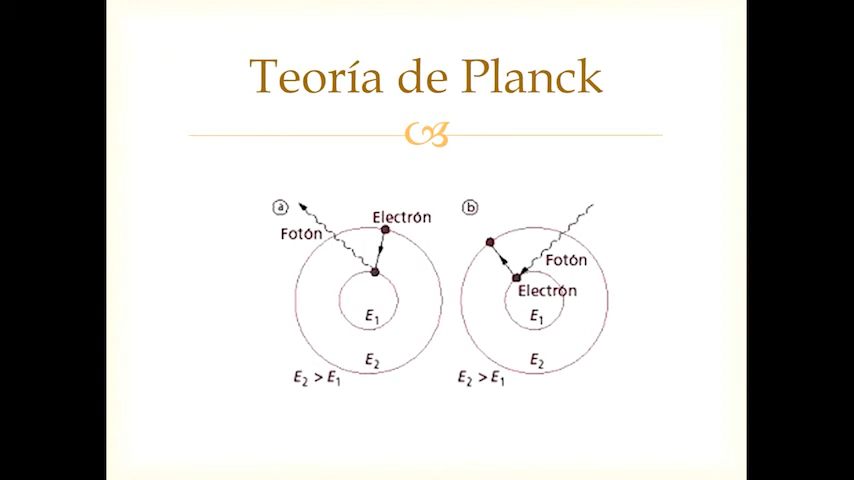 Teoría de Planck
a
Electrón
Fotón
E1
E2
E2 > E1
b
Fotón
Electrón
E1
E2
E2 > E1